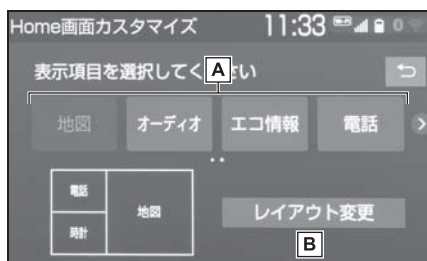 Home画面カスタマイズ 11:33
表示項目を選択してく A さい
地図 オーディオ エコ情報 電話
電話 地図
時計
レイアウト変更
B